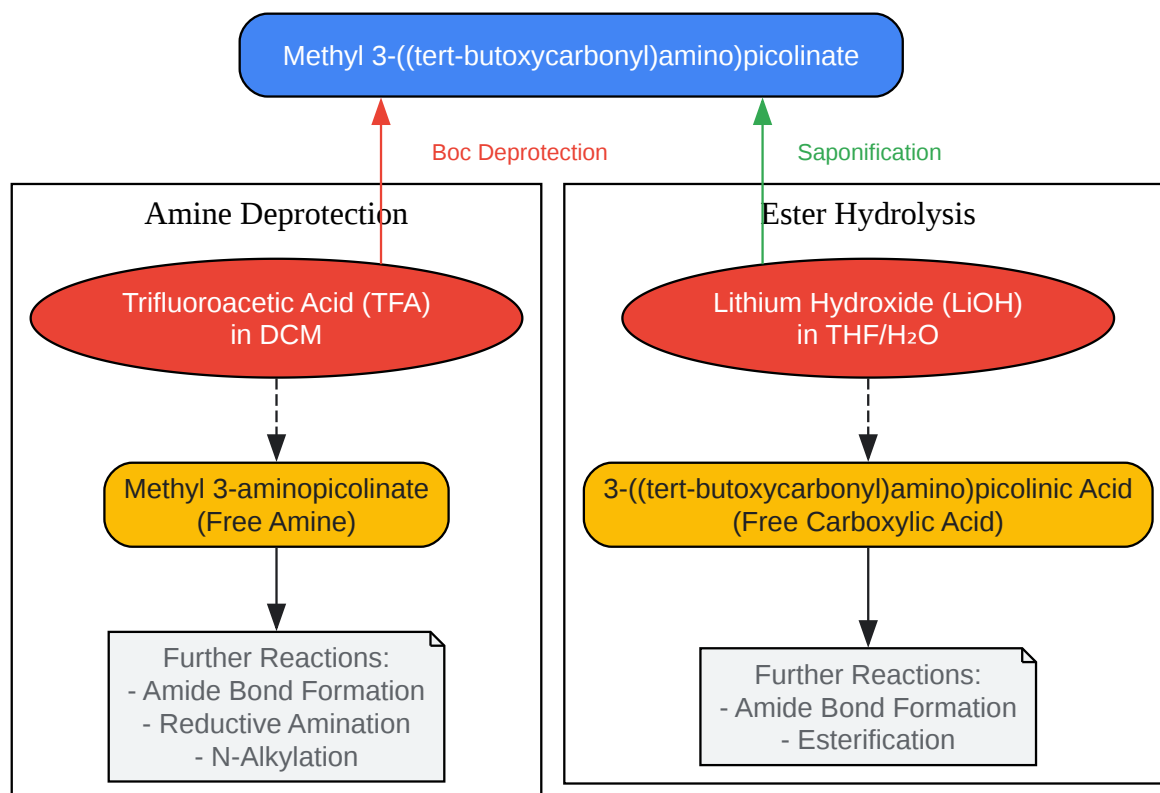 Methyl 3-((tert-butoxycarbonyl)amino)picolinate
Boc Deprotection
Saponification
Amine Deprotection
Trifluoroacetic Acid (TFA)
in DCM
Methyl 3-aminopicolinate
(Free Amine)
Further Reactions:
- Amide Bond Formation
- Reductive Amination
- N-Alkylation
Ester Hydrolysis
Lithium Hydroxide (LiOH)
in THF/H₂O
3-((tert-butoxycarbonyl)amino)picolinic Acid
(Free Carboxylic Acid)
Further Reactions:
- Amide Bond Formation
- Esterification